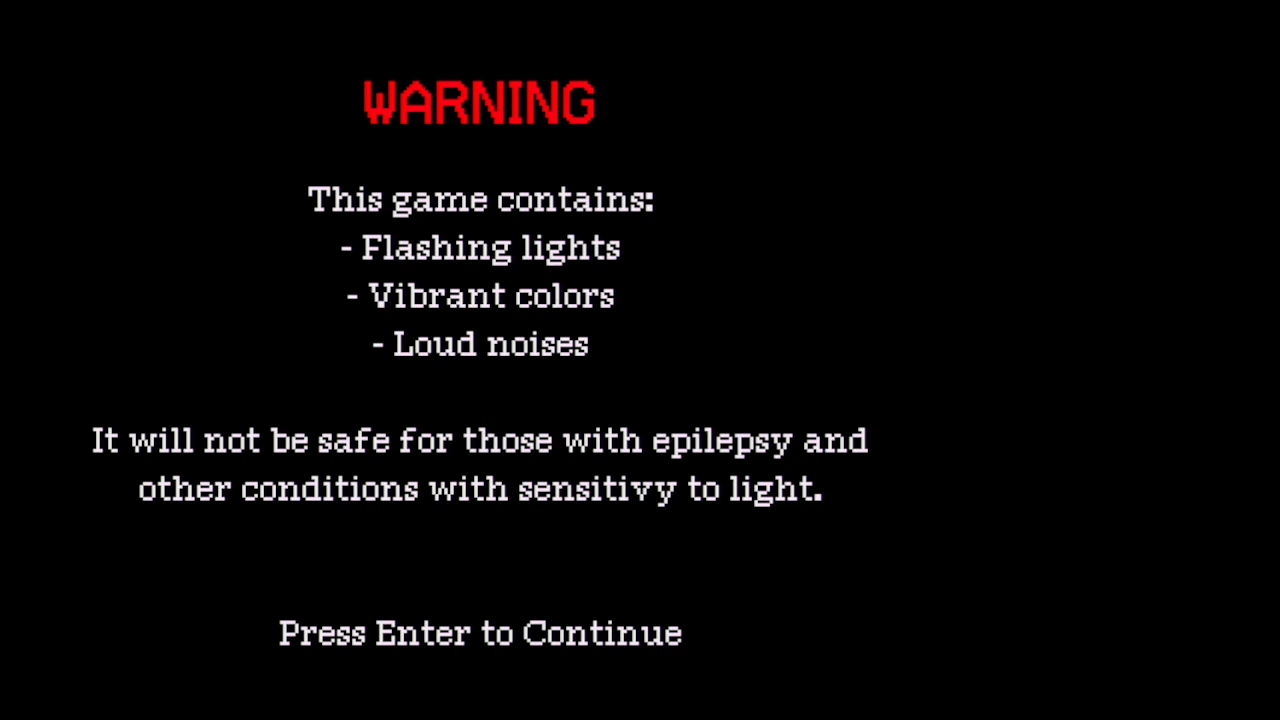 WARNING
This game contains:
- Flashing lights
- Vibrant colors
- Loud noises
It will not be safe for those with epilepsy and
other conditions with sensitivy to light.
Press Enter to Continue